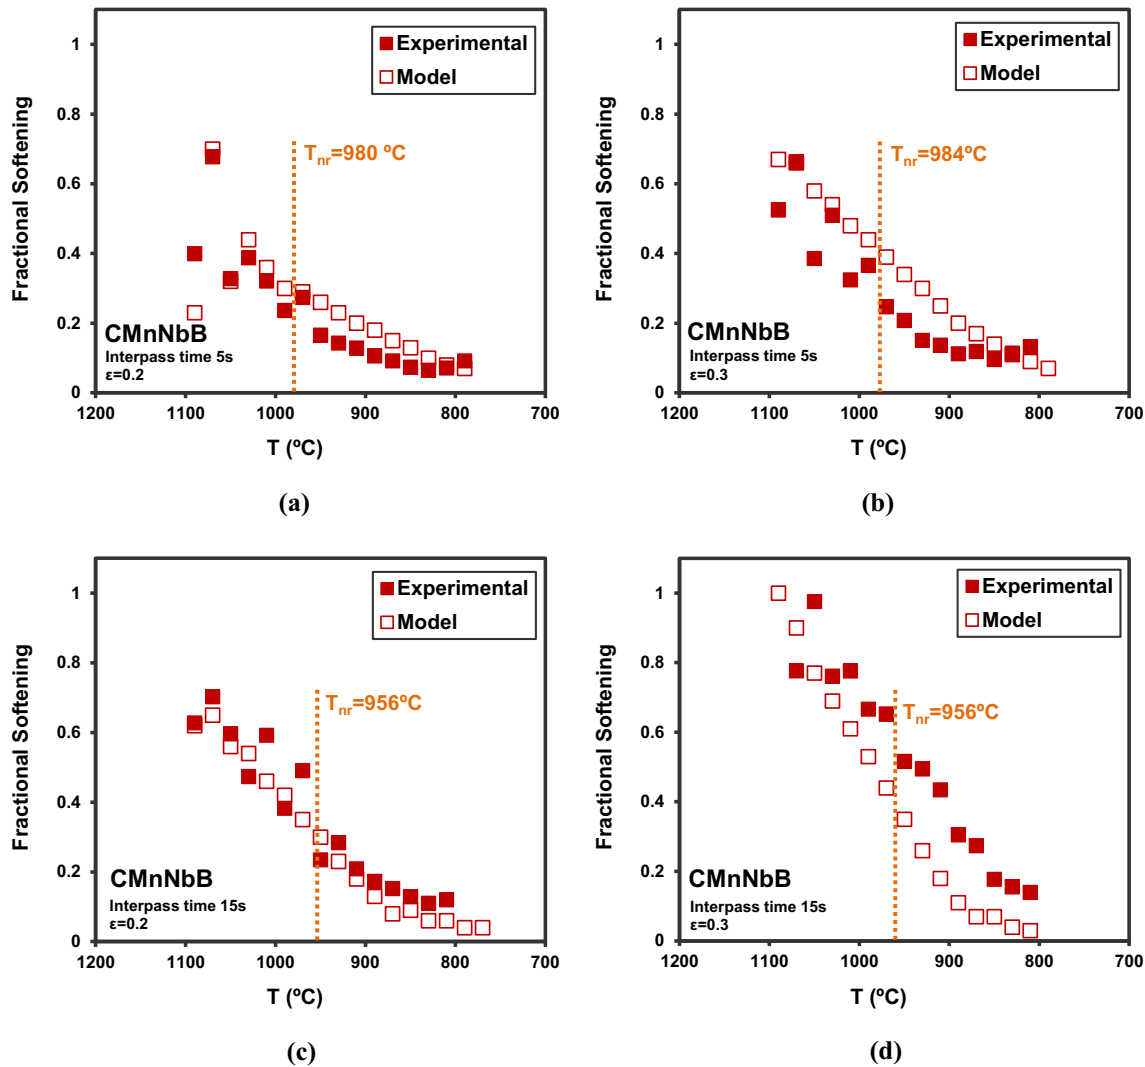 Fractional Softening
1
0.8
0.6
0.4
0.2
0
Experimental
Model
Tnr=980 ºC
CMnNbB
Interpass time 5s
ε=0.2
1200 1100 1000 900 800 700
T (ºC)
(a)
Fractional Softening
1
0.8
0.6
0.4
0.2
0
Experimental
Model
Tnr=984ºC
CMnNbB
Interpass time 5s
ε=0.3
1200 1100 1000 900 800 700
T (ºC)
(b)
Fractional Softening
1
0.8
0.6
0.4
0.2
0
Experimental
Model
Tnr=956ºC
CMnNbB
Interpass time 15s
ε=0.2
1200 1100 1000 900 800 700
T (ºC)
(c)
Fractional Softening
1
0.8
0.6
0.4
0.2
0
Experimental
Model
Tnr=956ºC
CMnNbB
Interpass time 15s
ε=0.3
1200 1100 1000 900 800 700
T (ºC)
(d)